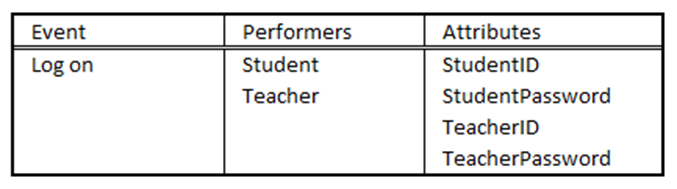 Event Performers Attributes
Log on Student StudentID
Teacher StudentPassword
TeacherID
TeacherPassword